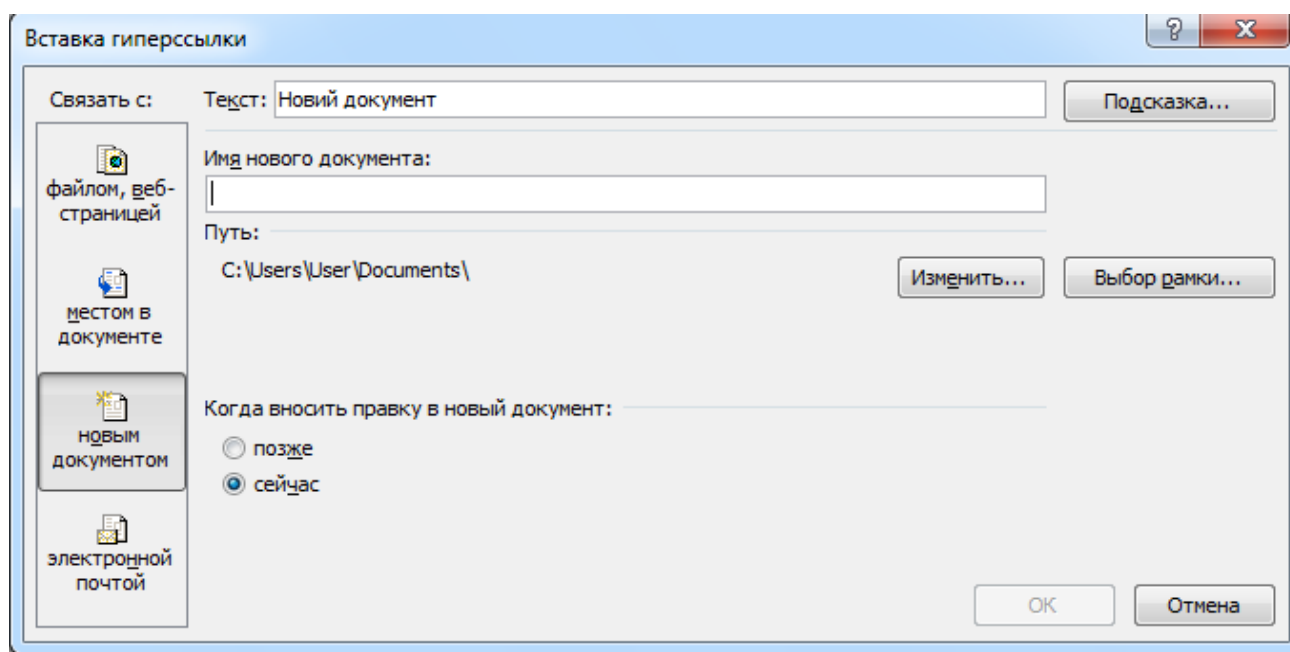 Вставка гиперссылки
Связать с:
Текст: Новий документ
Подсказка...
файлом, веб-
страницей
Имя нового документа:
Путь:
C:\Users\User\Documents\
Изменить...
Выбор рамки...
местом в
документе
новым
документом
Когда вносить правку в новый документ:
позже
сейчас
электронной
почтой
ОК
Отмена